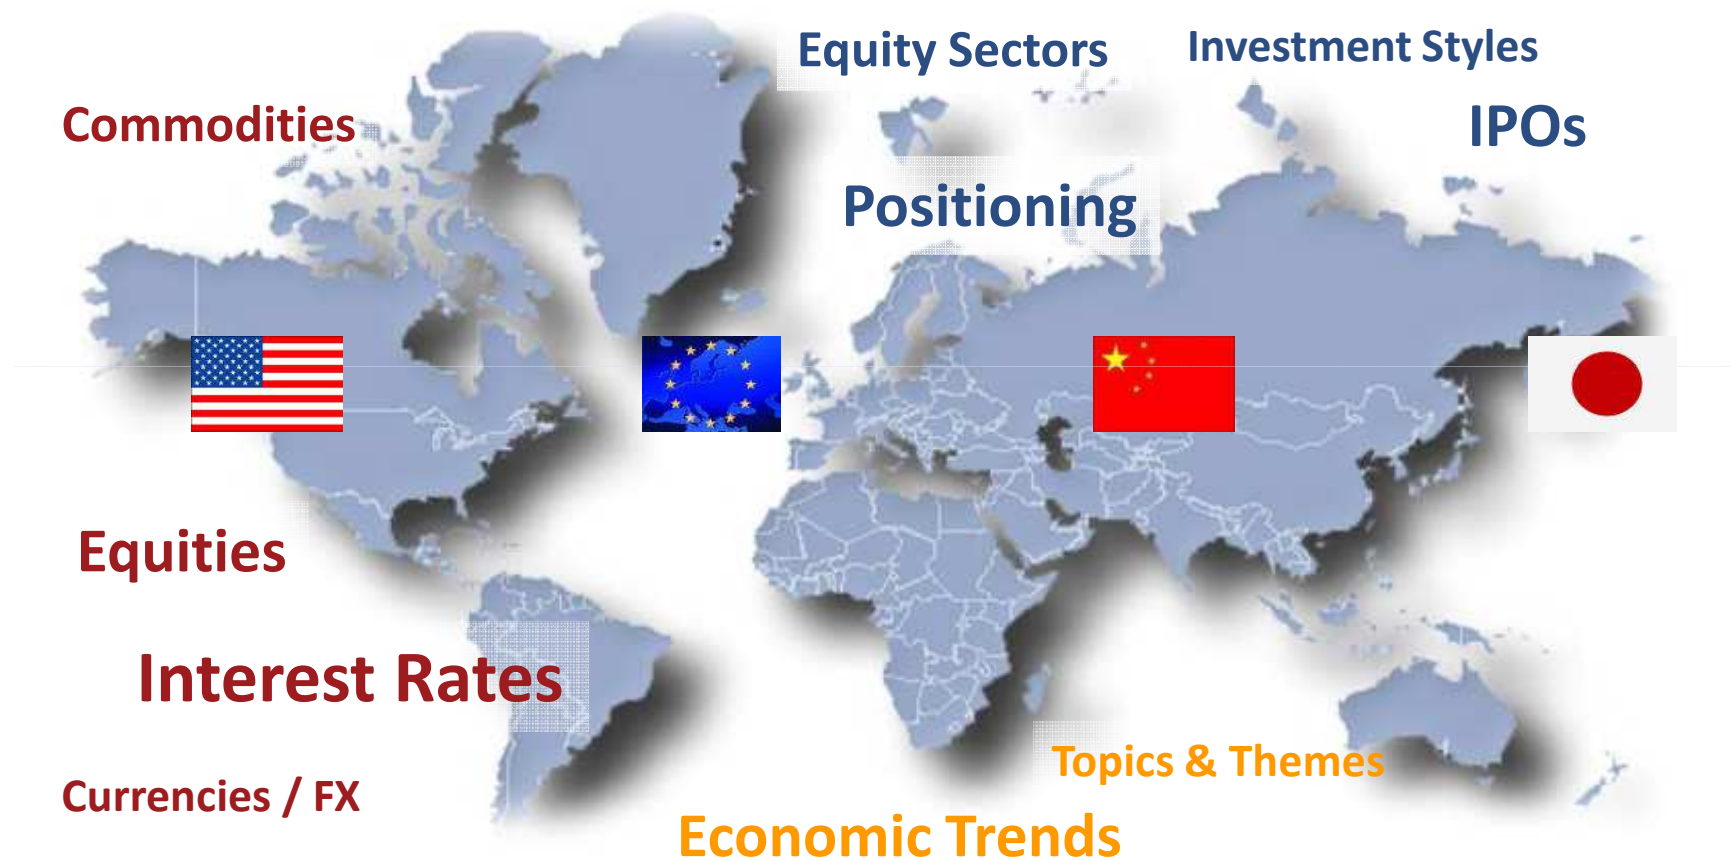 Equity Sectors
Investment Styles
Commodities
IPOs
Positioning
Equities
Interest Rates
Topics & Themes
Currencies / FX
Economic Trends